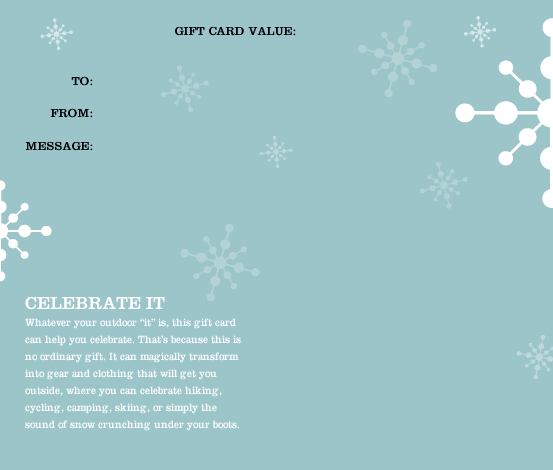 GIFT CARD VALUE:
TO:
FROM:
MESSAGE:
CELEBRATE IT
Whatever your outdoor “it” is, this gift card
can help you celebrate. That’s because this is
no ordinary gift. It can magically transform
into gear and clothing that will get you
outside, where you can celebrate hiking,
cycling, camping, skiing, or simply the
sound of snow crunching under your boots.